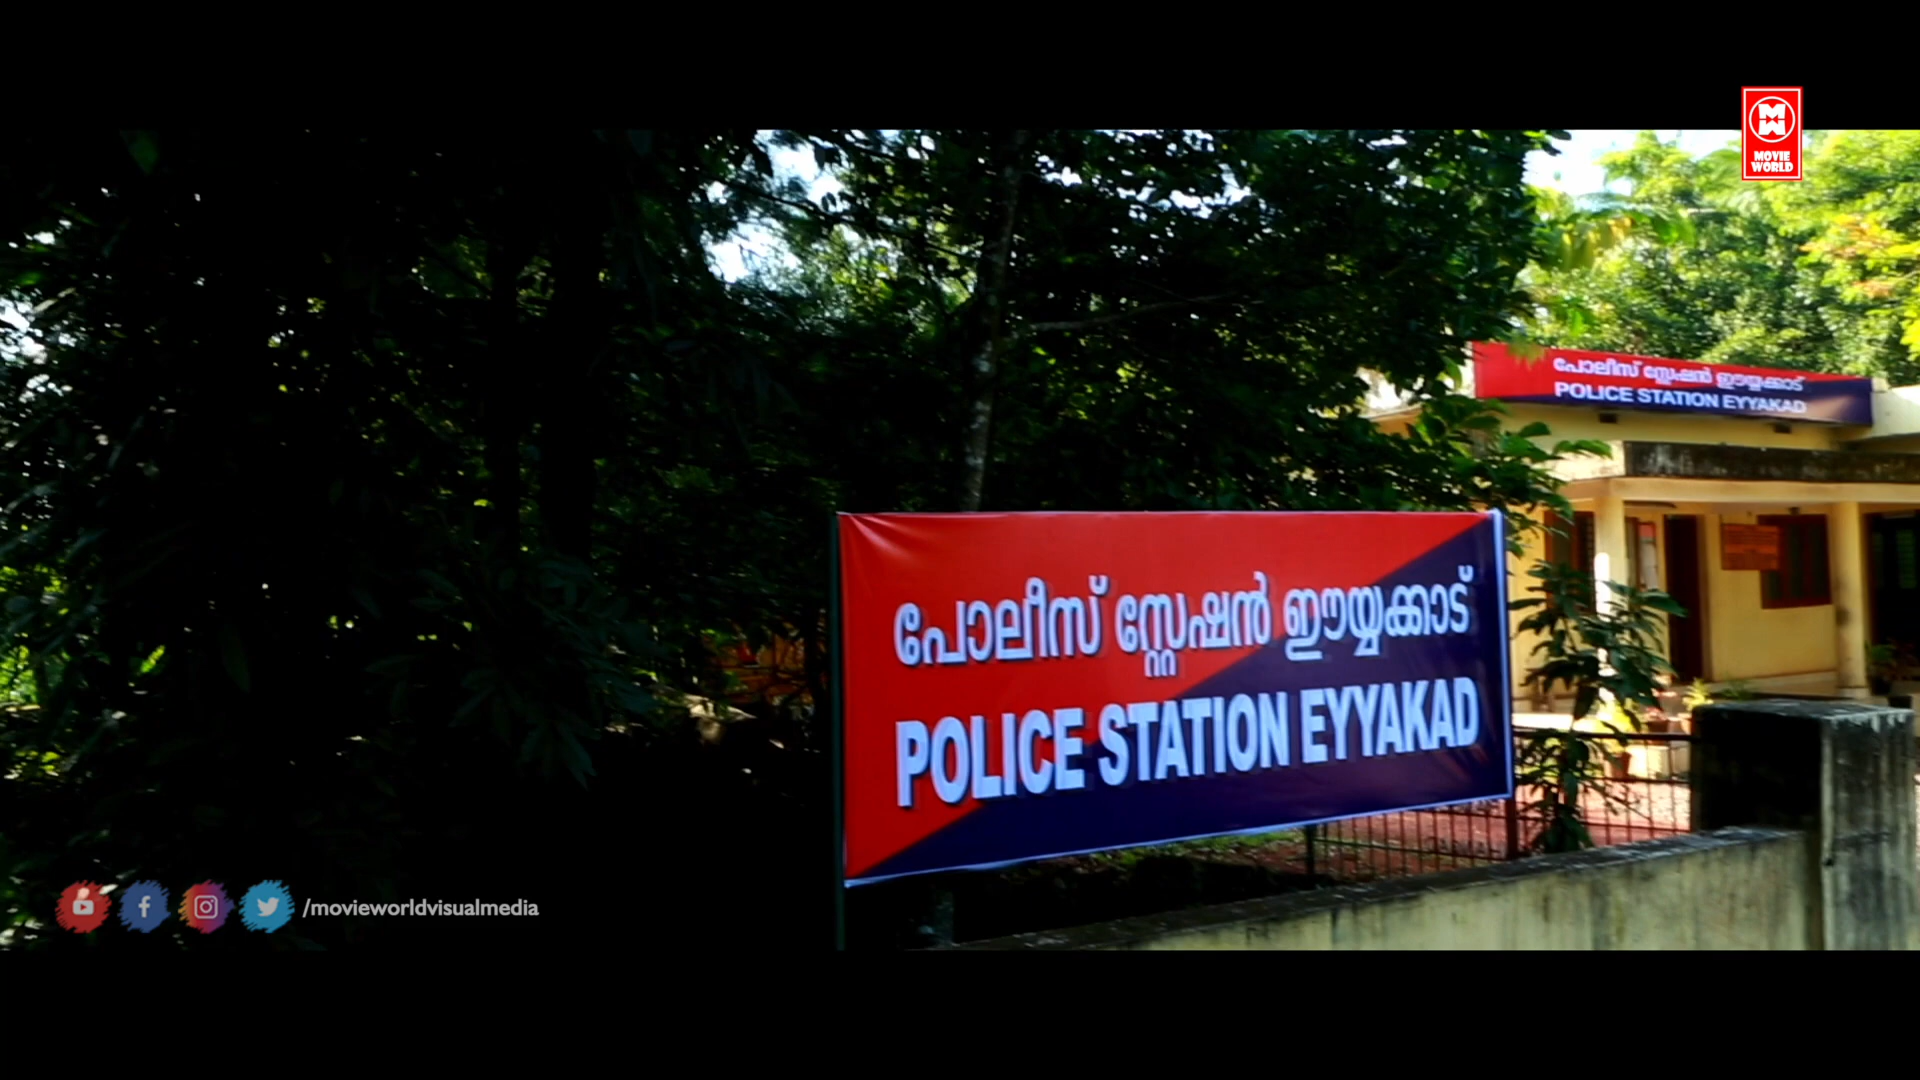 MOVIE
WORLD
പോലീസ് സ്റ്റേഷൻ ഈയ്യക്കാട്
POLICE STATION EYYAKAD
പോലീസ് സ്റ്റേഷൻ ഈയ്യക്കാട്
POLICE STATION EYYAKAD
/movieworldvisualmedia